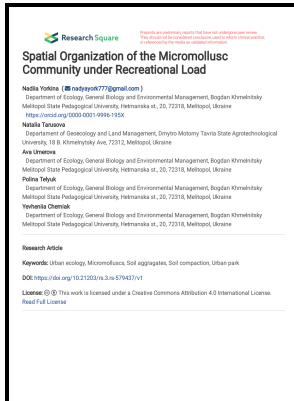 Research Square
Preprints are preliminary reports that have not undergone peer review.
They should not be considered conclusive, used to inform clinical practice,
or referenced by the media as validated information.
Spatial Organization of the Micromollusc
Community under Recreational Load
Nadiia Yorkina ( nadyayork777@gmail.com )
Department of Ecology, General Biology and Environmental Management, Bogdan Khmelnitsky
Melitopol State Pedagogical University, Hetmanska st., 20, 72318, Melitopol, Ukraine
https://orcid.org/0000-0001-9996-195X
Natalia Tarusova
Departament of Geoecology and Land Management, Dmytro Motorny Tavria State Agrotechnological
University, 18 B. Khmelnytsky Ave, 72312, Melitopol, Ukraine
Ava Umerova
Department of Ecology, General Biology and Environmental Management, Bogdan Khmelnitsky
Melitopol State Pedagogical University, Hetmanska st., 20, 72318, Melitopol, Ukraine
Polina Telyuk
Department of Ecology, General Biology and Environmental Management, Bogdan Khmelnitsky
Melitopol State Pedagogical University, Hetmanska st., 20, 72318, Melitopol, Ukraine
Yevheniia Cherniak
Department of Ecology, General Biology and Environmental Management, Bogdan Khmelnitsky
Melitopol State Pedagogical University, Hetmanska st., 20, 72318, Melitopol, Ukraine
Research Article
Keywords: Urban ecology, Micromolluscs, Soil aggragates, Soil compaction, Urban park
DOI: https://doi.org/10.21203/rs.3.rs-579437/v1
License: This work is licensed under a Creative Commons Attribution 4.0 International License.
Read Full License